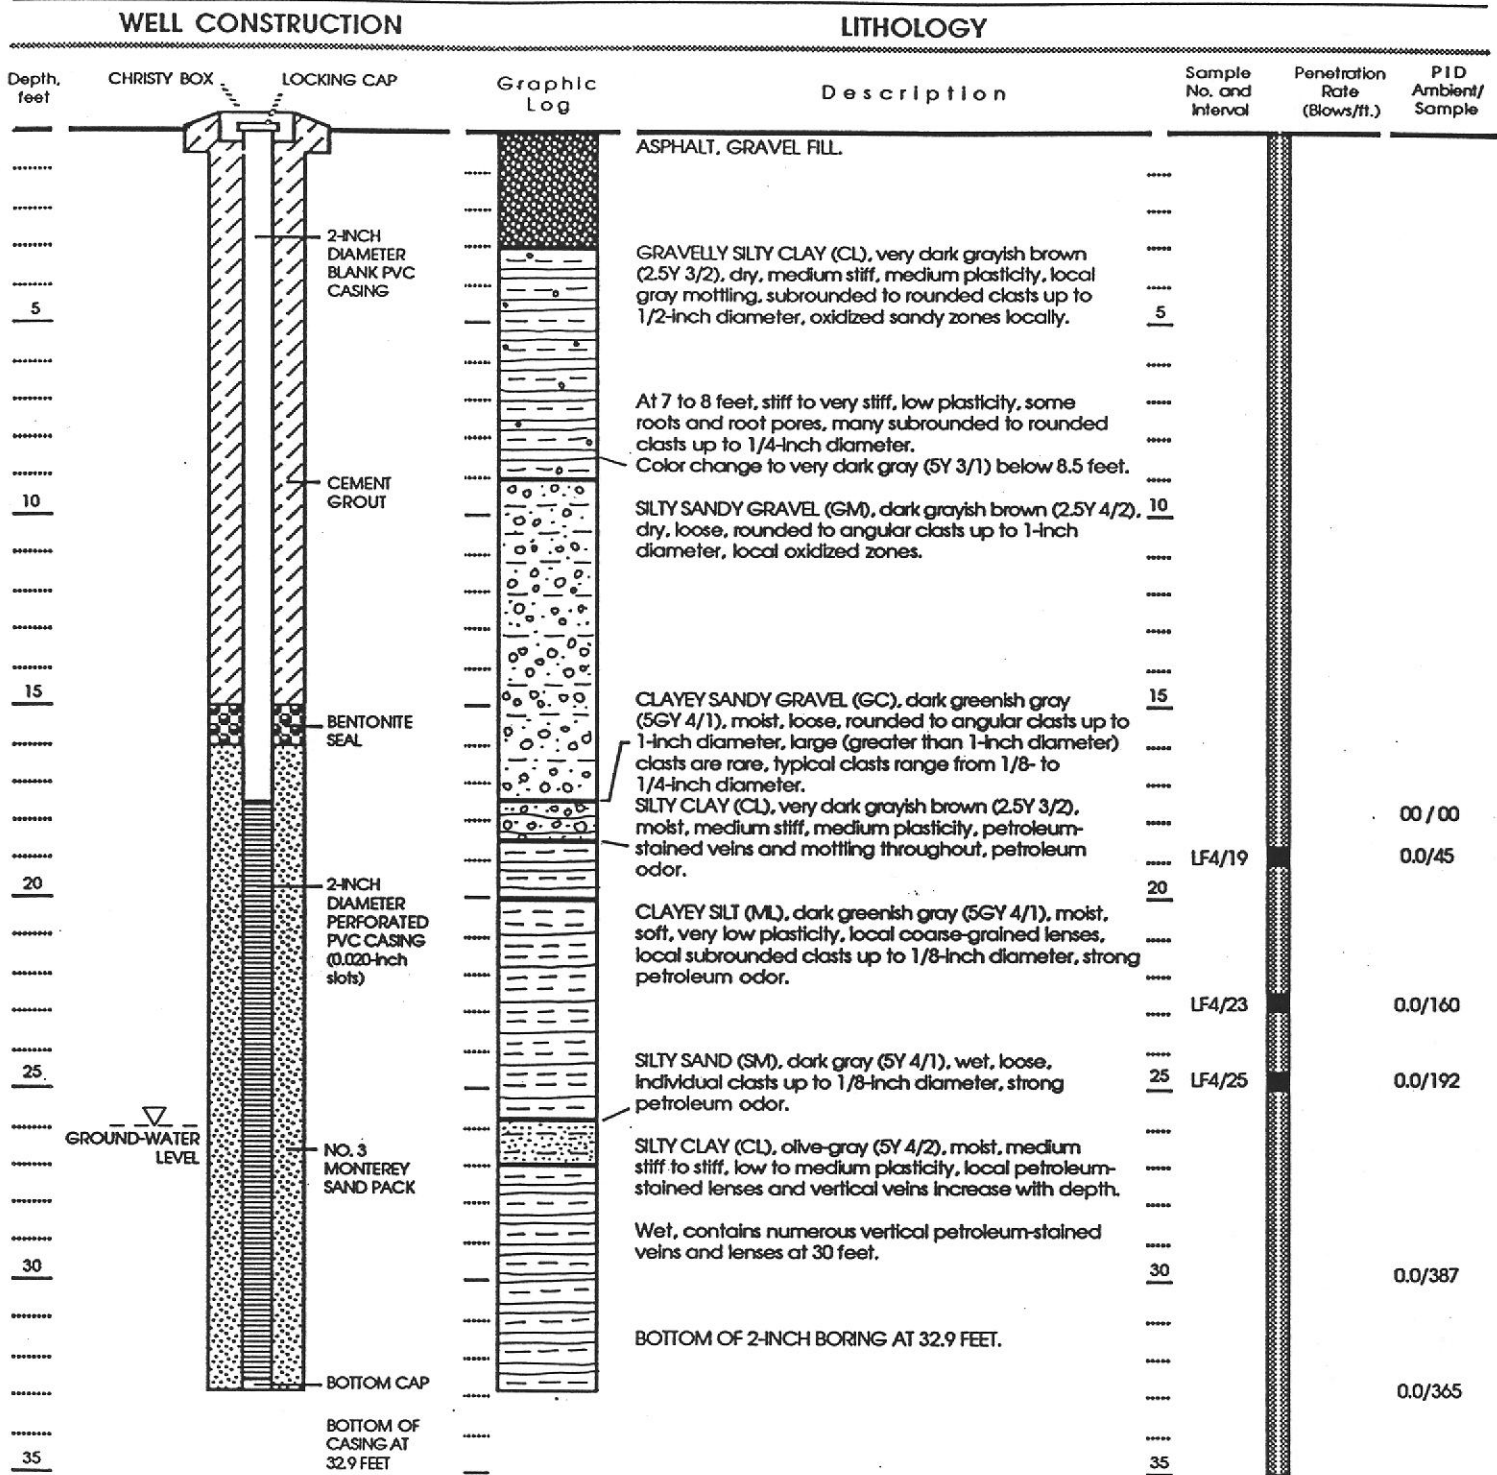 WELL CONSTRUCTION
LITHOLOGY
Depth,
feet
CHRISTY BOX
LOCKING CAP
Graphic
Log
Description
Sample
No. and
Interval
Penetration
Rate
(Blows/ft.)
PID
Ambient/
Sample
ASPHALT, GRAVEL FILL.
2-INCH
DIAMETER
BLANK PVC
CASING
GRAVELLY SILTY CLAY (CL), very dark grayish brown
(2.5Y 3/2), dry, medium stiff, medium plasticity, local
gray mottling, subrounded to rounded clasts up to
1/2-inch diameter, oxidized sandy zones locally.
5
5
At 7 to 8 feet, stiff to very stiff, low plasticity, some
roots and root pores, many subrounded to rounded
clasts up to 1/4-inch diameter.
Color change to very dark gray (5Y 3/1) below 8.5 feet.
CEMENT
GROUT
10
SILTY SANDY GRAVEL (GM), dark grayish brown (2.5Y 4/2),
dry, loose, rounded to angular clasts up to 1-inch
diameter, local oxidized zones.
10
15
BENTONITE
SEAL
CLAYEY SANDY GRAVEL (GC), dark greenish gray
(5GY 4/1), moist, loose, rounded to angular clasts up to
1-inch diameter, large (greater than 1-inch diameter)
clasts are rare, typical clasts range from 1/8- to
1/4-inch diameter.
15
SILTY CLAY (CL), very dark grayish brown (2.5Y 3/2),
moist, medium stiff, medium plasticity, petroleum-
stained veins and mottling throughout, petroleum
odor.
00 / 00
LF4/19
0.0/45
20
2-INCH
DIAMETER
PERFORATED
PVC CASING
(0.020-inch
slots)
20
CLAYEY SILT (ML), dark greenish gray (5GY 4/1), moist,
soft, very low plasticity, local coarse-grained lenses,
local subrounded clasts up to 1/8-inch diameter, strong
petroleum odor.
LF4/23
0.0/160
25
SILTY SAND (SM), dark gray (5Y 4/1), wet, loose,
individual clasts up to 1/8-inch diameter, strong
petroleum odor.
25
LF4/25
0.0/192
GROUND-WATER
LEVEL
NO. 3
MONTEREY
SAND PACK
SILTY CLAY (CL), olive-gray (5Y 4/2), moist, medium
stiff to stiff, low to medium plasticity, local petroleum-
stained lenses and vertical veins increase with depth.
Wet, contains numerous vertical petroleum-stained
veins and lenses at 30 feet.
30
30
0.0/387
BOTTOM OF 2-INCH BORING AT 32.9 FEET.
BOTTOM CAP
0.0/365
BOTTOM OF
CASING AT
32.9 FEET
35
35